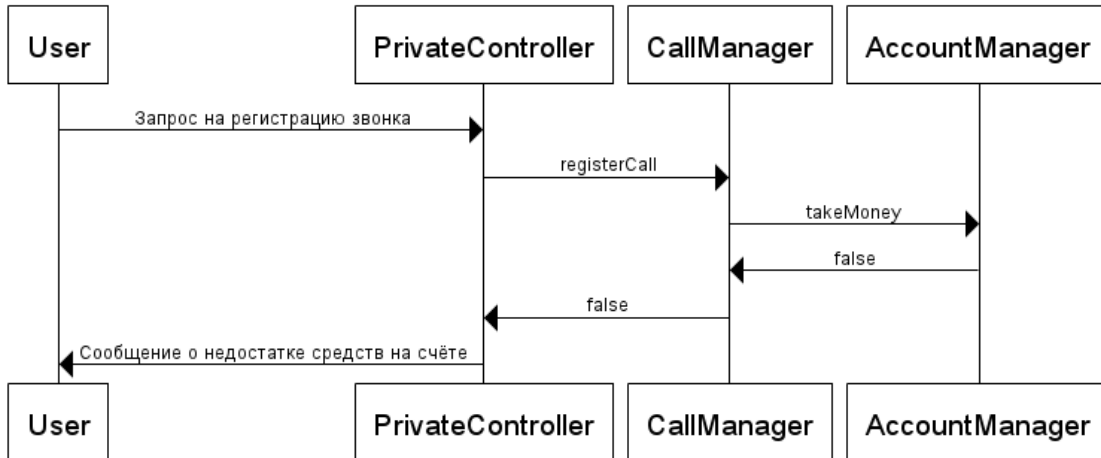 User
PrivateController
CallManager
AccountManager
Запрос на регистрацию звонка
registerCall
takeMoney
false
false
Сообщение о недостатке средств на счёте
User
PrivateController
CallManager
AccountManager